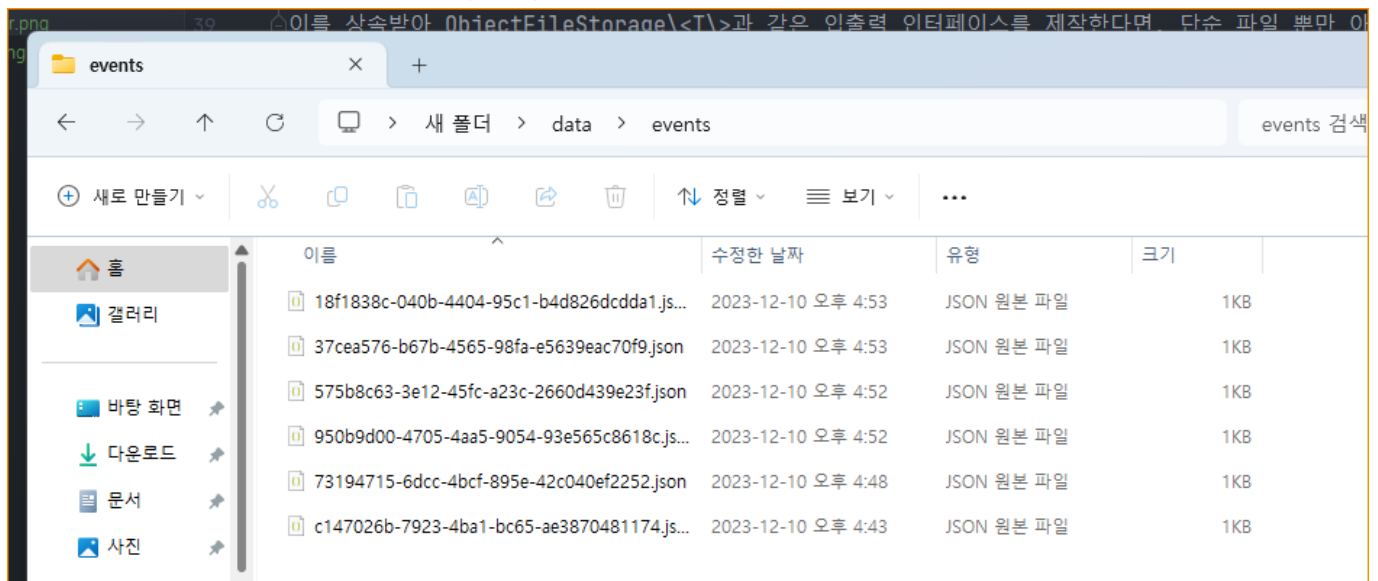 r.png 39 이를 상속받아 ObjectFileStorage\<T\>과 같은 입출력 인터페이스를 제작한다면, 단순 파일 뿐만 아
ng events
새 폴더 > data > events events 검색
새로 만들기 정렬 보기 ...
이름 수정한 날짜 유형 크기
홈
18f1838c-040b-4404-95c1-b4d826dcdda1.js... 2023-12-10 오후 4:53 JSON 원본 파일 1KB
갤러리
37cea576-b67b-4565-98fa-e5639eac70f9.json 2023-12-10 오후 4:53 JSON 원본 파일 1KB
575b8c63-3e12-45fc-a23c-2660d439e23f.json 2023-12-10 오후 4:52 JSON 원본 파일 1KB
바탕 화면
950b9d00-4705-4aa5-9054-93e565c8618c.js... 2023-12-10 오후 4:52 JSON 원본 파일 1KB
다운로드
73194715-6dcc-4bcf-895e-42c040ef2252.json 2023-12-10 오후 4:48 JSON 원본 파일 1KB
문서
c147026b-7923-4ba1-bc65-ae3870481174.js... 2023-12-10 오후 4:43 JSON 원본 파일 1KB
사진